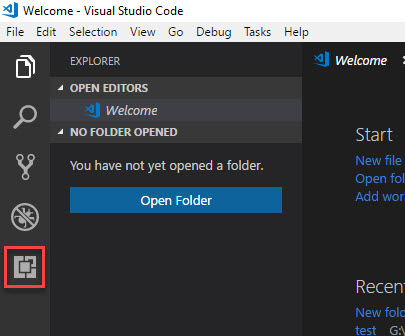 Welcome - Visual Studio Code
File Edit Selection View Go Debug Tasks Help
EXPLORER
OPEN EDITORS
Welcome
NO FOLDER OPENED
You have not yet opened a folder.
Open Folder
Welcome
Start
New file
Open fol
Add wor
Recen
New fold
test G:\